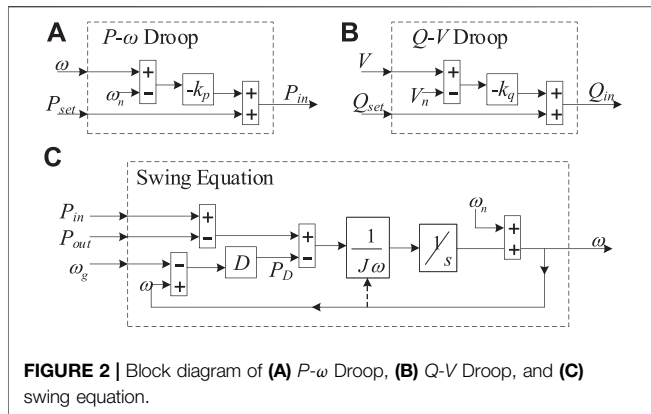 A
P-ω Droop
ω
+
−
ωn
-kp
Pset
+
+
Pin
B
Q-V Droop
V
+
−
Vn
-kq
Qset
+
+
Qin
C
Swing Equation
Pin
Pout
+
−
ωg
ω
−
+
D
PD
+
−
1
Jω
1/s
ωn
+
+
ω
FIGURE 2 | Block diagram of (A) P-ω Droop, (B) Q-V Droop, and (C)
swing equation.